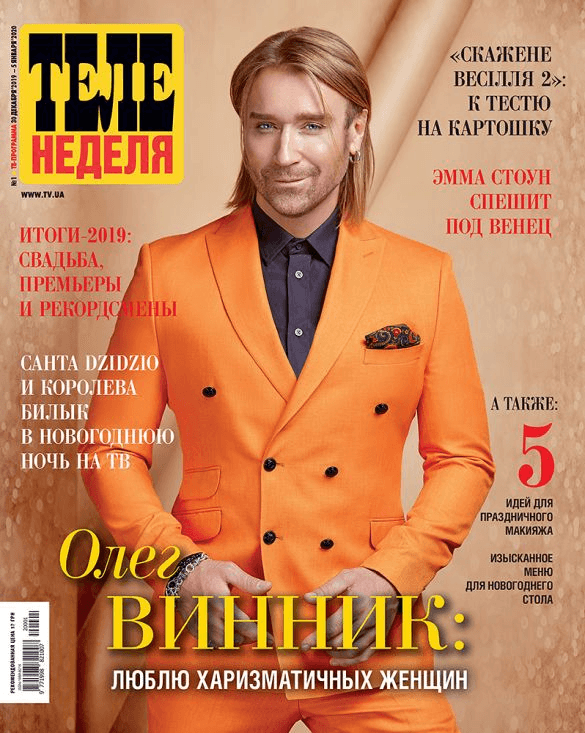 №1 ТВ-ПРОГРАММА 30 ДЕКАБРЯ'2019 – 5 ЯНВАРЯ'2020
ТЕЛЕ
НЕДЕЛЯ
WWW.TV.UA
«СКАЖЕНЕ
ВЕСІЛЛЯ 2»:
К ТЕСТЮ
НА КАРТОШКУ
ЭММА СТОУН
СПЕШИТ
ПОД ВЕНЕЦ
ИТОГИ-2019:
СВАДЬБА,
ПРЕМЬЕРЫ
И РЕКОРДСМЕНЫ
САНТА DZIDZIO
И КОРОЛЕВА
БИЛЫК
В НОВОГОДНЮЮ
НОЧЬ НА ТВ
А ТАКЖЕ:
5
ИДЕЙ ДЛЯ
ПРАЗДНИЧНОГО
МАКИЯЖА
ИЗЫСКАННОЕ
МЕНЮ
ДЛЯ НОВОГОДНЕГО
СТОЛА
Олег
ВИННИК:
ЛЮБЛЮ ХАРИЗМАТИЧНЫХ ЖЕНЩИН
РЕКОМЕНДОВАННАЯ ЦЕНА 17 ГРН
20001